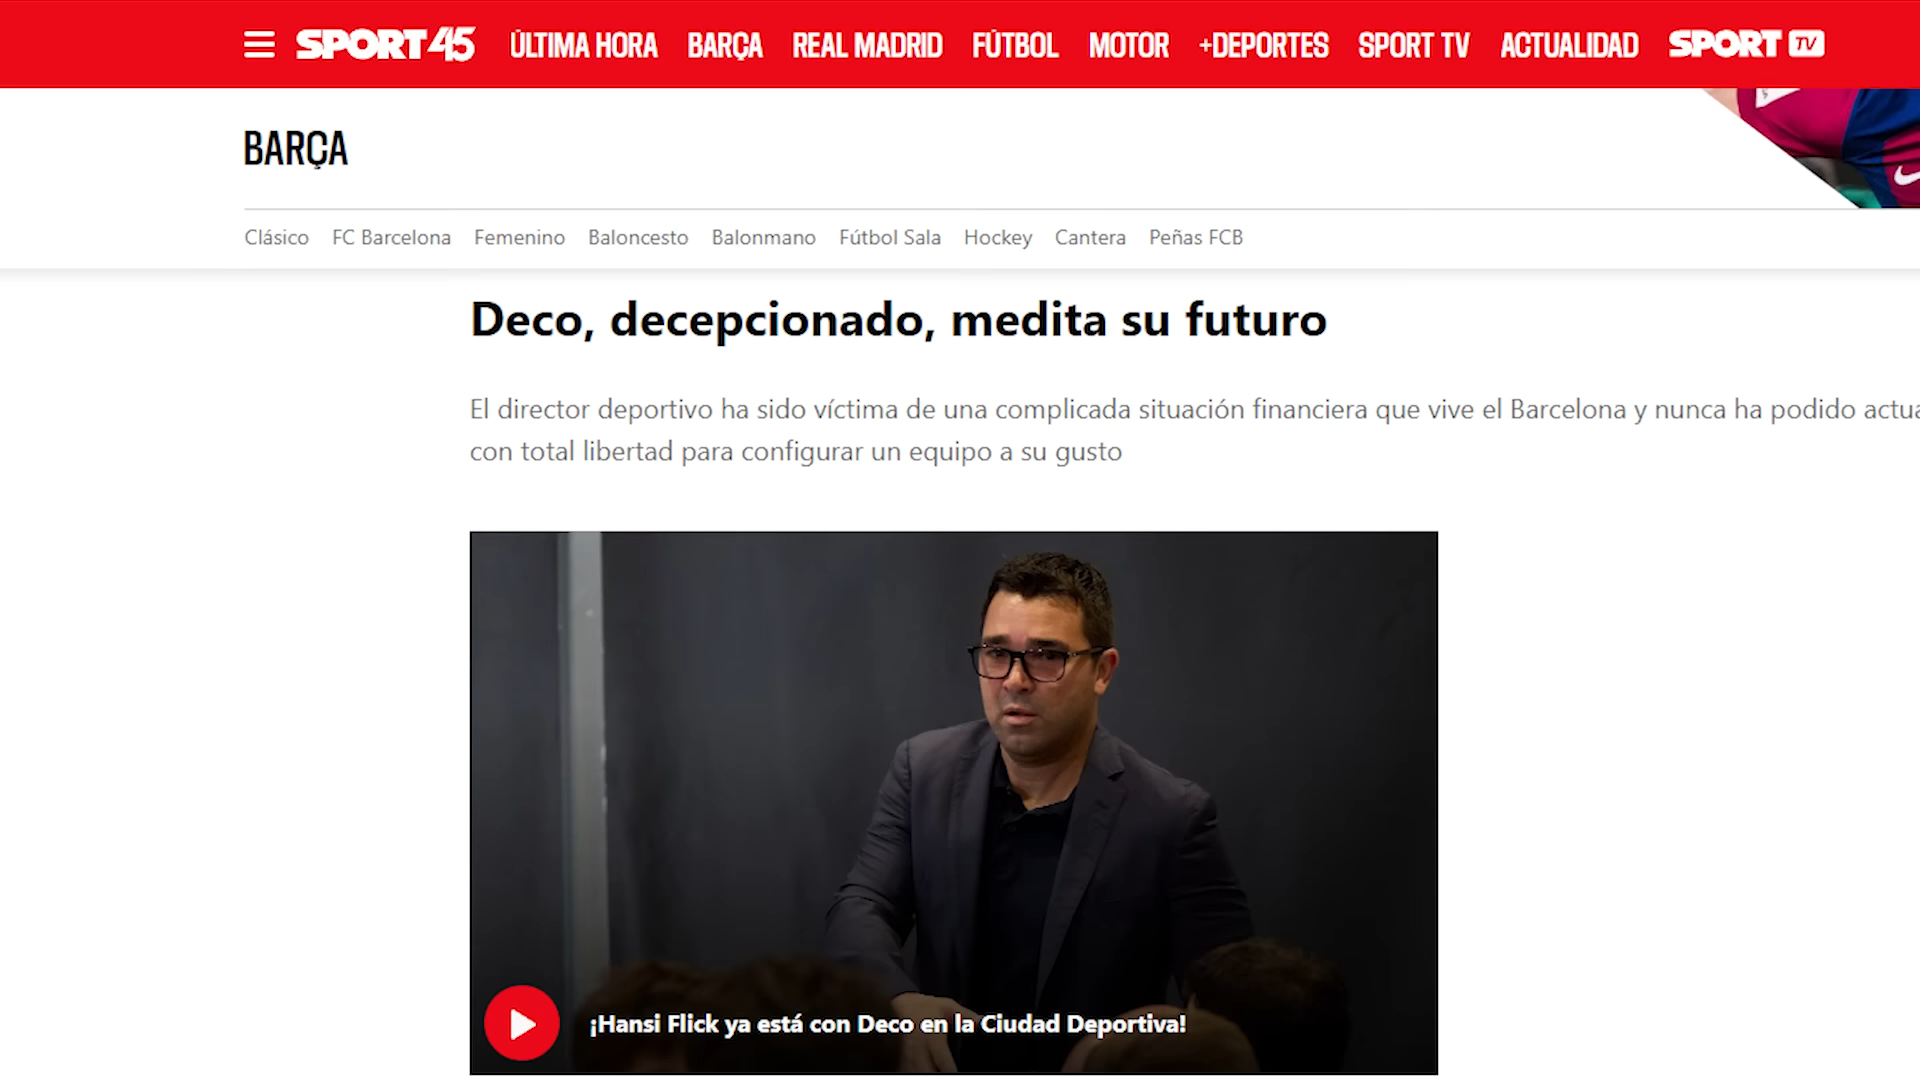 SPORT 45 ÚLTIMA HORA BARÇA REAL MADRID FÚTBOL MOTOR +DEPORTES SPORT TV ACTUALIDAD SPORT TV
BARÇA
Clásico FC Barcelona Femenino Baloncesto Balonmano Fútbol Sala Hockey Cantera Peñas FCB
Deco, decepcionado, medita su futuro
El director deportivo ha sido víctima de una complicada situación financiera que vive el Barcelona y nunca ha podido
con total libertad para configurar un equipo a su gusto
¡Hansi Flick ya está con Deco en la Ciudad Deportiva!